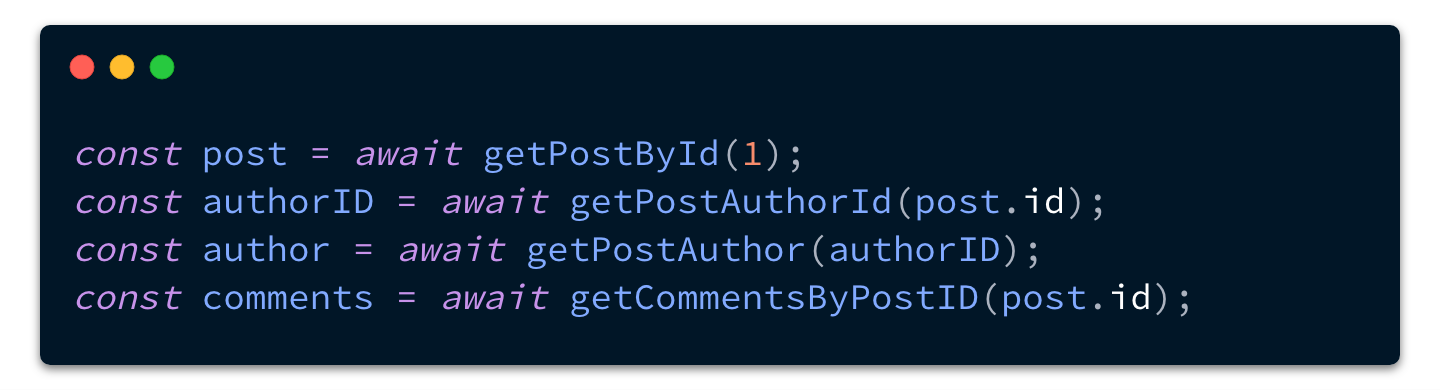 const post = await getPostById(1);
const authorID = await getPostAuthorId(post.id);
const author = await getPostAuthor(authorID);
const comments = await getCommentsByPostID(post.id);